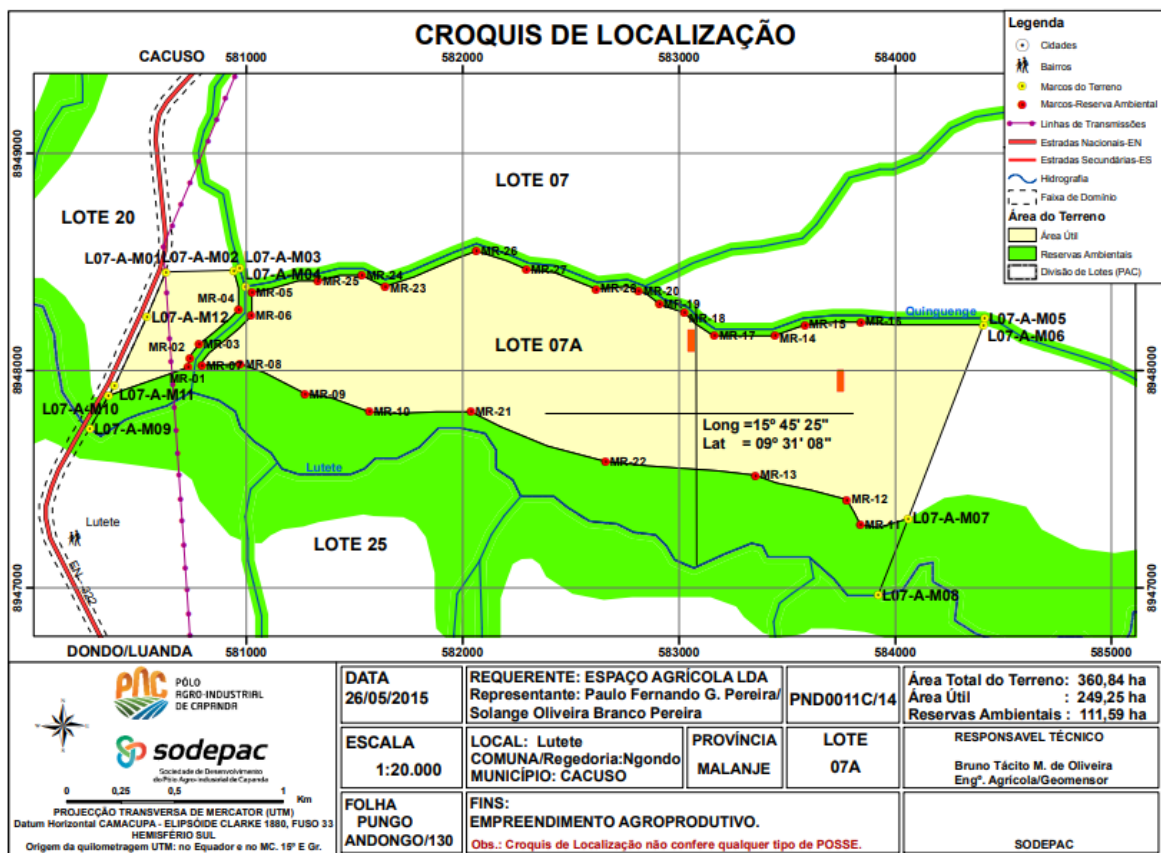 CROQUIS DE LOCALIZAÇÃO
CACUSO
581000
582000
583000
584000
8949000
8948000
8947000
LOTE 20
LOTE 07
LOTE 07A
LOTE 25
L07-A-M01
L07-A-M02
L07-A-M03
L07-A-M04
L07-A-M12
L07-A-M11
L07-A-M10
L07-A-M09
L07-A-M05
L07-A-M06
L07-A-M07
L07-A-M08
MR-04
MR-05
MR-06
MR-03
MR-02
MR-01
MR-07
MR-08
MR-09
MR-10
MR-21
MR-22
MR-13
MR-12
MR-11
MR-25
MR-24
MR-23
MR-26
MR-27
MR-28
MR-20
MR-19
MR-18
MR-17
MR-14
MR-15
MR-16
Quinguenge
Lutete
Lutete
EN- 322
Long =15º 45' 25"
Lat = 09º 31' 08"
DONDO/LUANDA
581000
582000
583000
584000
585000
8949000
8948000
8947000
Legenda
Cidades
Bairros
Marcos do Terreno
Marcos-Reserva Ambiental
Linhas de Transmissões
Estradas Nacionais-EN
Estradas Secundárias-ES
Hidrografia
Faixa de Domínio
Área do Terreno
Área Útil
Reservas Ambientais
Divisão de Lotes (PAC)
PAC
PÓLO
AGRO-INDUSTRIAL
DE CAPANDA
sodepac
Sociedade de Desenvolvimento
do Pólo Agro-industrial de Capanda
0 0,25 0,5 1
Km
PROJECÇÃO TRANSVERSA DE MERCATOR (UTM)
Datum Horizontal CAMACUPA - ELIPSÓIDE CLARKE 1880, FUSO 33
HEMISFÉRIO SUL
Origem da quilometragem UTM: no Equador e no MC. 15º E Gr.
DATA
26/05/2015
REQUERENTE: ESPAÇO AGRÍCOLA LDA
Representante: Paulo Fernando G. Pereira/
Solange Oliveira Branco Pereira
PND0011C/14
Área Total do Terreno: 360,84 ha
Área Útil : 249,25 ha
Reservas Ambientais : 111,59 ha
ESCALA
1:20.000
LOCAL: Lutete
COMUNA/Regedoria:Ngondo
MUNICÍPIO: CACUSO
PROVÍNCIA
MALANJE
LOTE
07A
RESPONSAVEL TÉCNICO
Bruno Tácito M. de Oliveira
Engº. Agrícola/Geomensor
FOLHA
PUNGO
ANDONGO/130
FINS:
EMPREENDIMENTO AGROPRODUTIVO.
Obs.: Croquis de Localização não confere qualquer tipo de POSSE.
SODEPAC